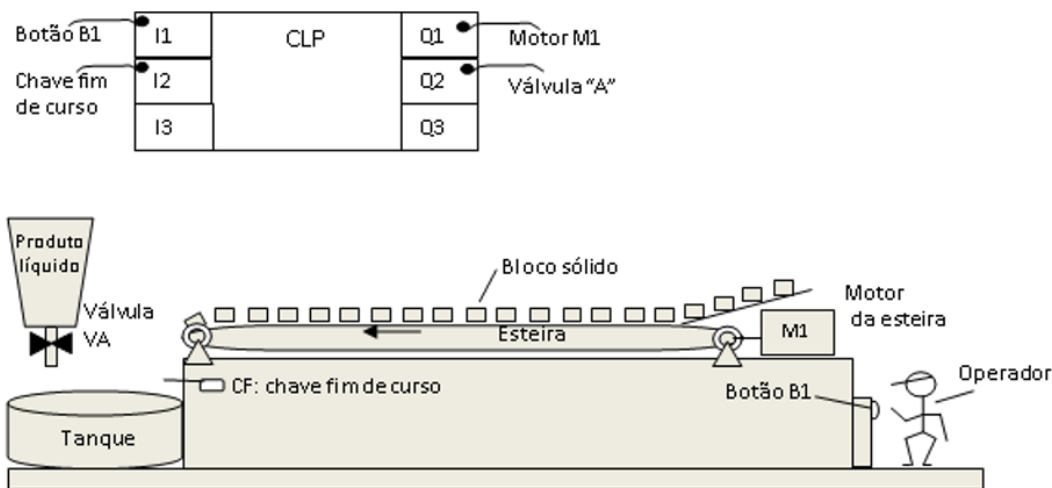 Botão B1
I1
CLP
Q1
Motor M1
Chave fim
de curso
I2
Q2
Válvula “A”
I3
Q3
Produto
líquido
Válvula
VA
Bloco sólido
Motor
da esteira
Esteira
M1
CF: chave fim de curso
Botão B1
Operador
Tanque